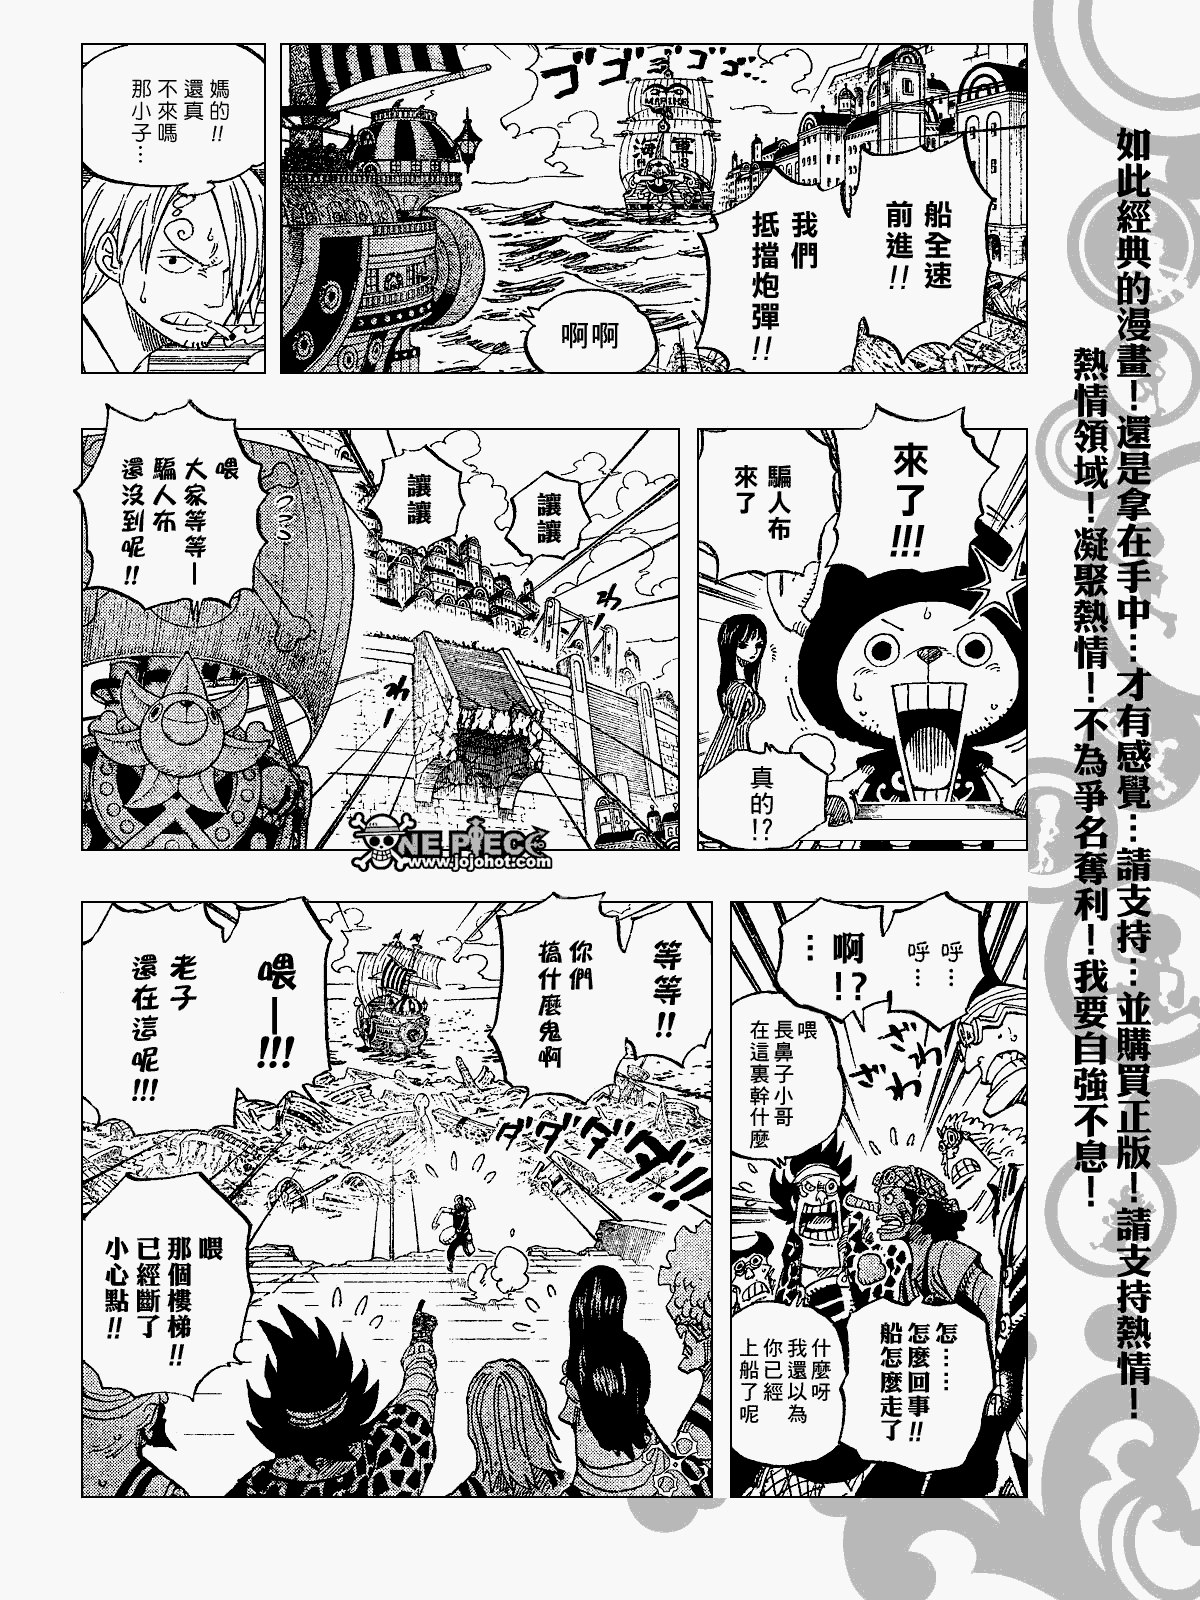 船全速
前進!!
我們
抵擋炮彈!!
啊啊
ゴゴゴゴゴゴ…
MARINE
海軍
媽的!!
還真
不來嗎
那小子…
來了!!!
騙人布
來了
真的!?
讓讓
讓讓
喂
大家等等—
騙人布
還沒到呢!!
呼…
呼…
啊!?
…
ざわざわ
喂
長鼻子小哥
在這裏幹什麼
怎……
怎麼回事!!
船怎麼走了
什麼呀
我還以為
你已經
上船了呢
等等!!
你們
搞什麼鬼啊
喂—!!!
老子
還在這呢!!!
ダダダダダ!!
喂
那個樓梯!!
已經斷了
小心點!!
ONE PIECE
www.jojohot.com
如此經典的漫畫!還是拿在手中…才有感覺…請支持…並購買正版!請支持熱情!
熱情領域!凝聚熱情!不為爭名奪利!我要自強不息!